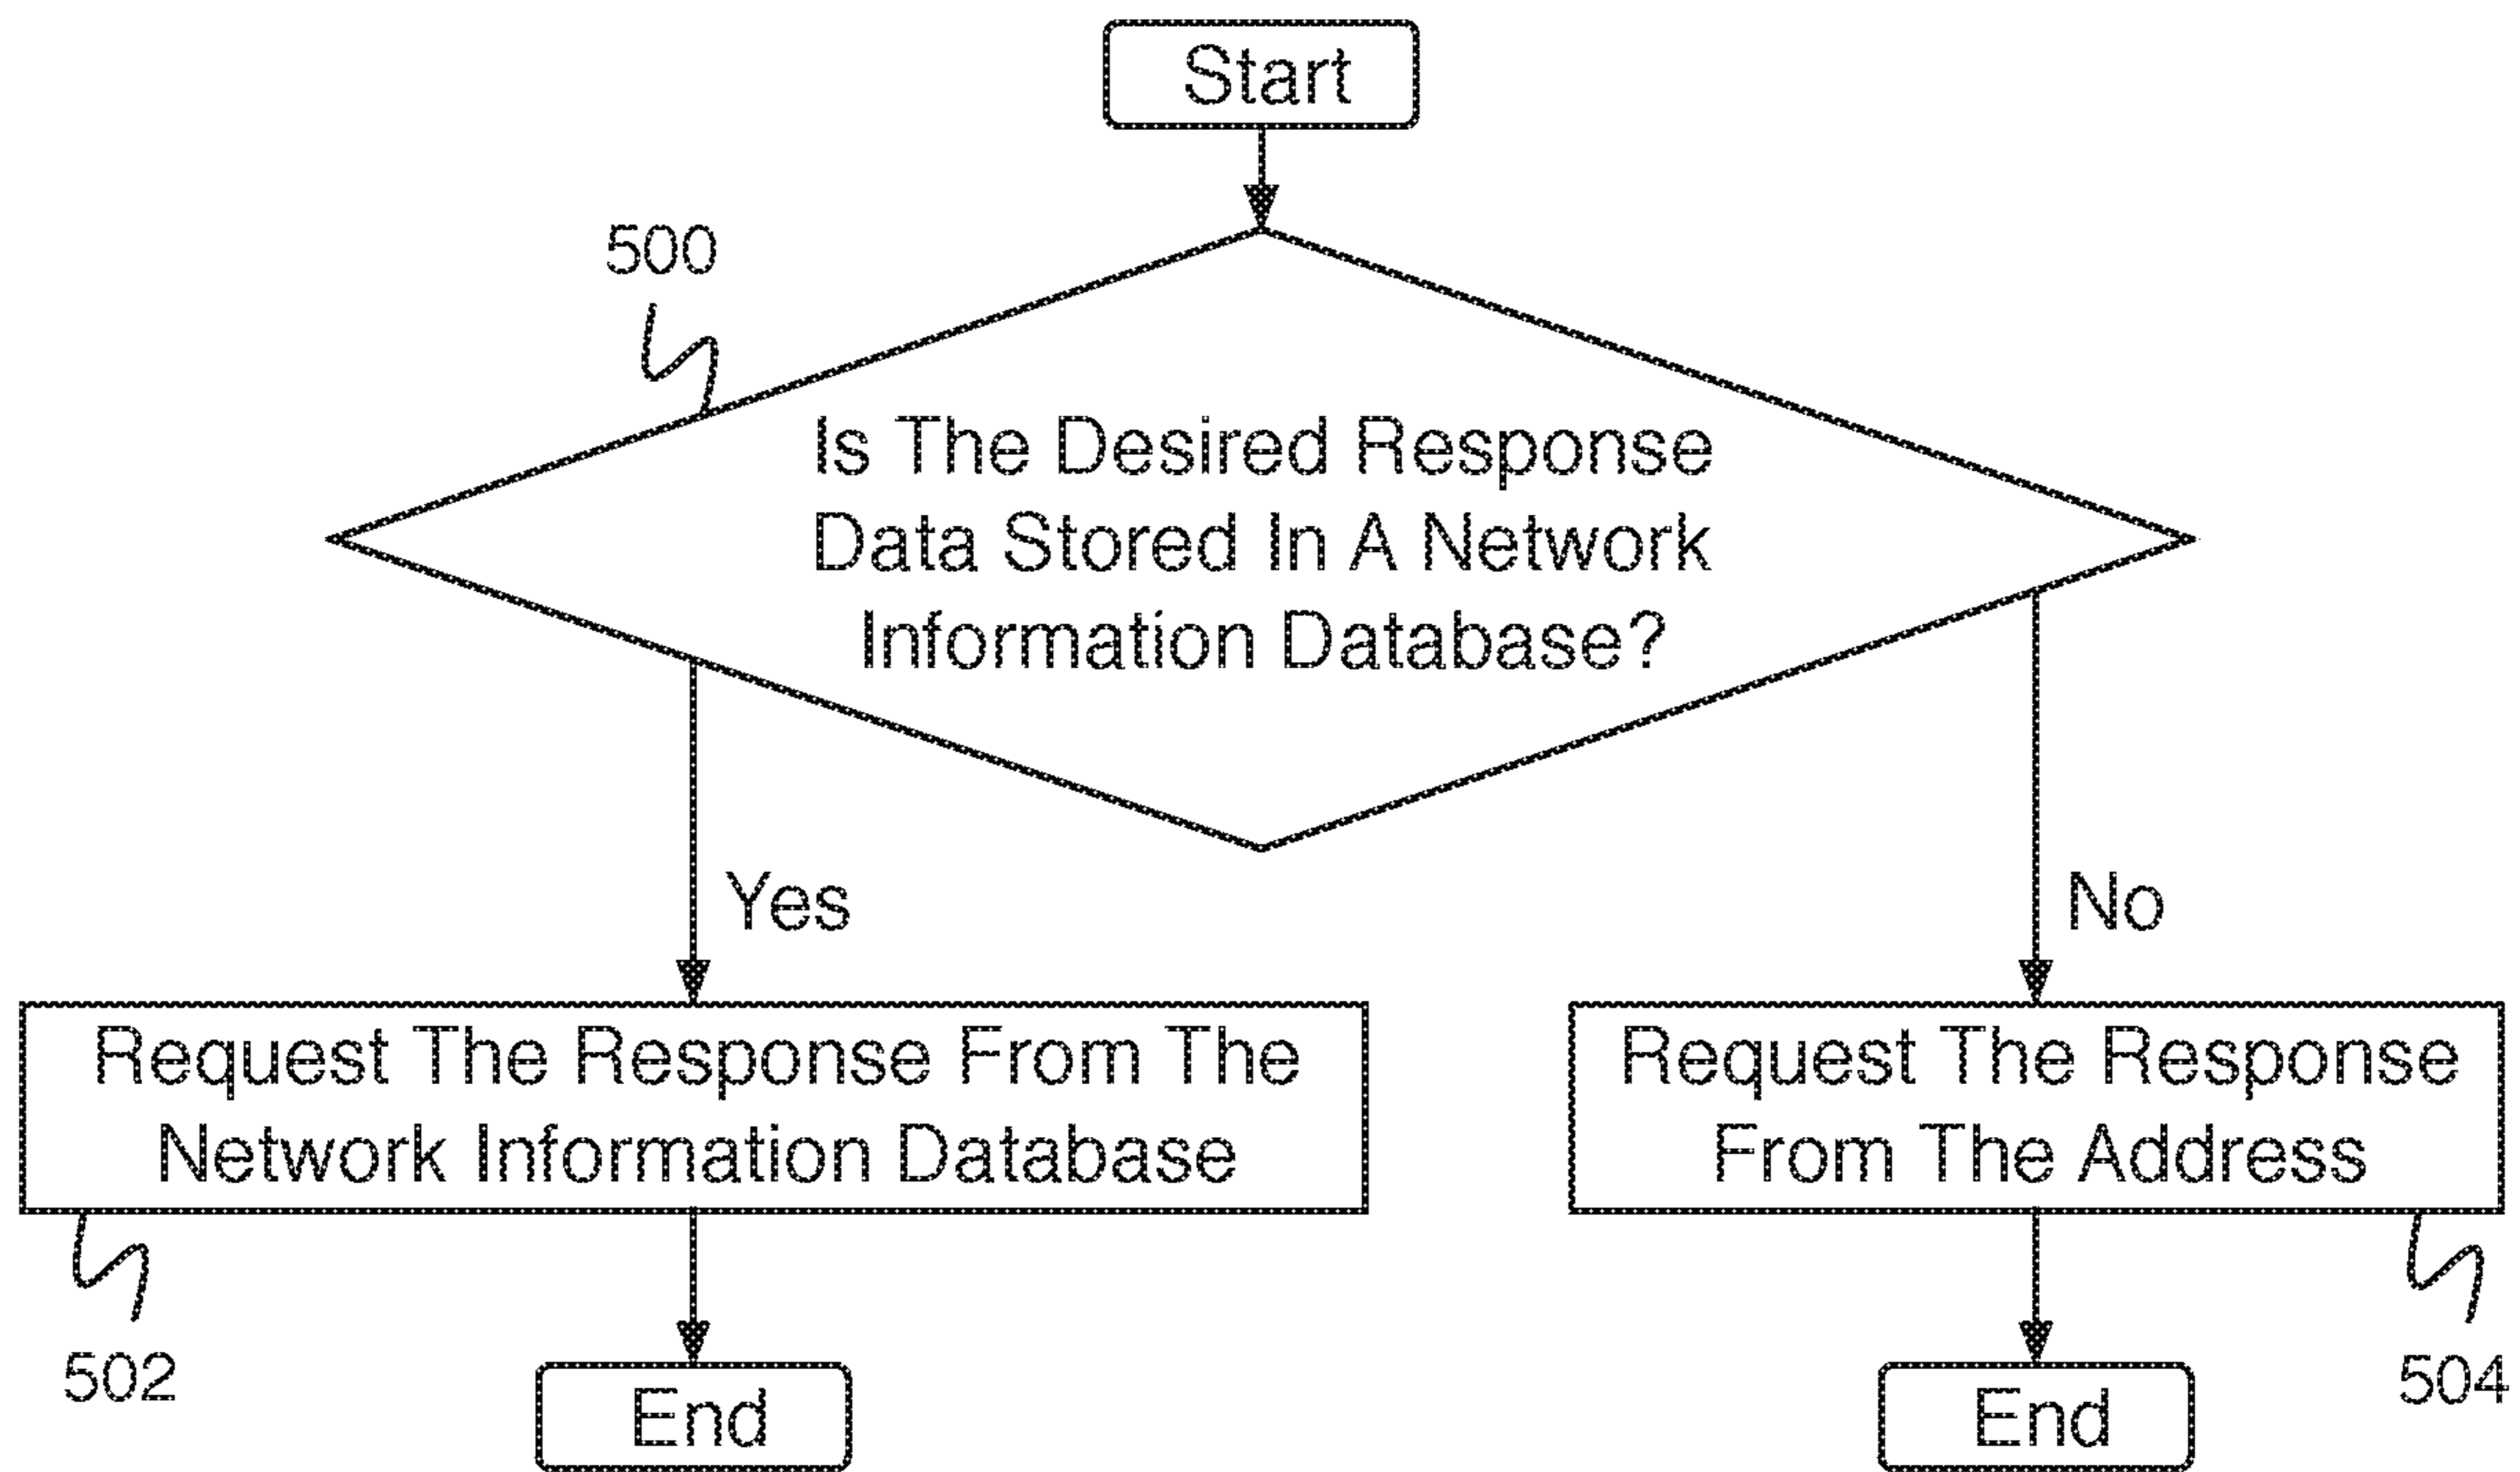 Start
500
Is The Desired Response
Data Stored In A Network
Information Database?
Yes
No
Request The Response From The
Network Information Database
Request The Response
From The Address
502
504
End
End